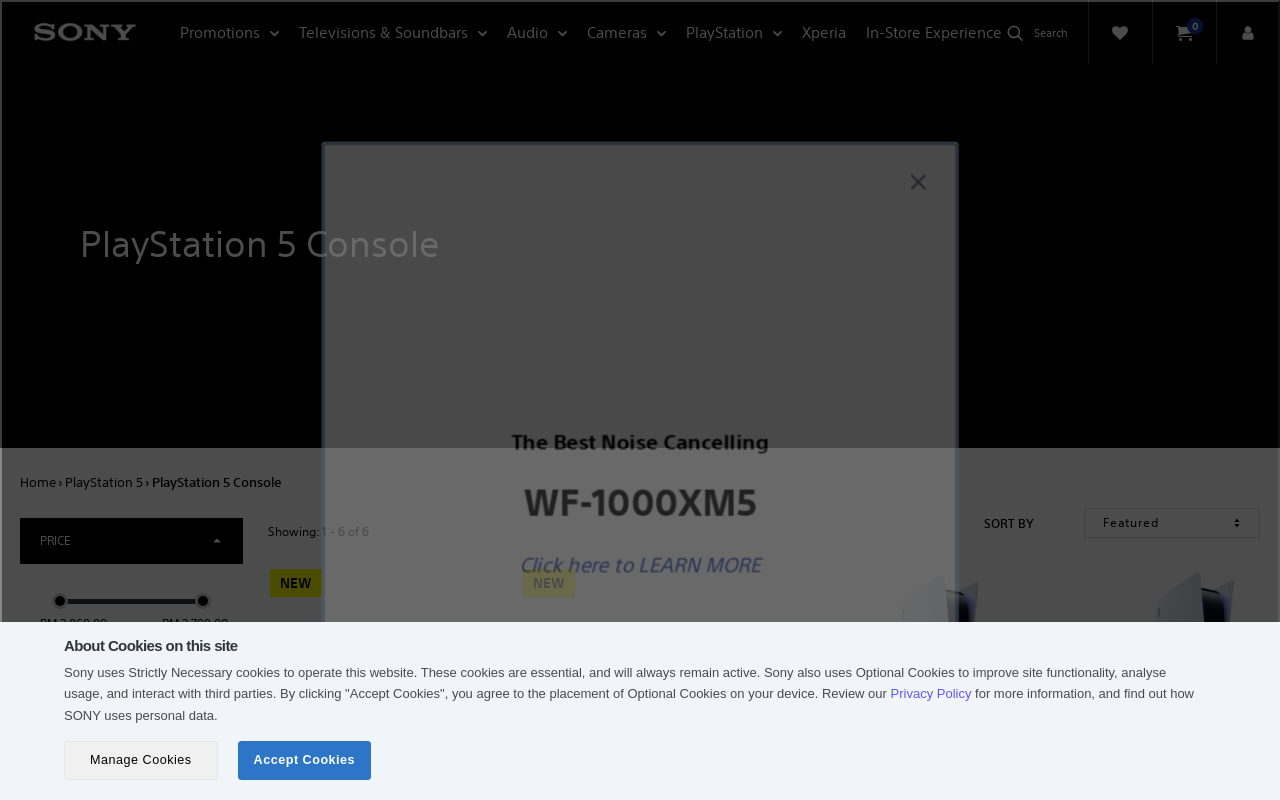 SONY
Promotions Televisions & Soundbars Audio Cameras PlayStation Xperia In-Store Experience Search 0
PlayStation 5 Console
The Best Noise Cancelling
WF-1000XM5
Click here to LEARN MORE
Home › PlayStation 5 › PlayStation 5 Console
PRICE
Showing: 1 - 6 of 6
SORT BY Featured
NEW NEW
About Cookies on this site
Sony uses Strictly Necessary cookies to operate this website. These cookies are essential, and will always remain active. Sony also uses Optional Cookies to improve site functionality, analyse
usage, and interact with third parties. By clicking "Accept Cookies", you agree to the placement of Optional Cookies on your device. Review our Privacy Policy for more information, and find out how
SONY uses personal data.
Manage Cookies Accept Cookies